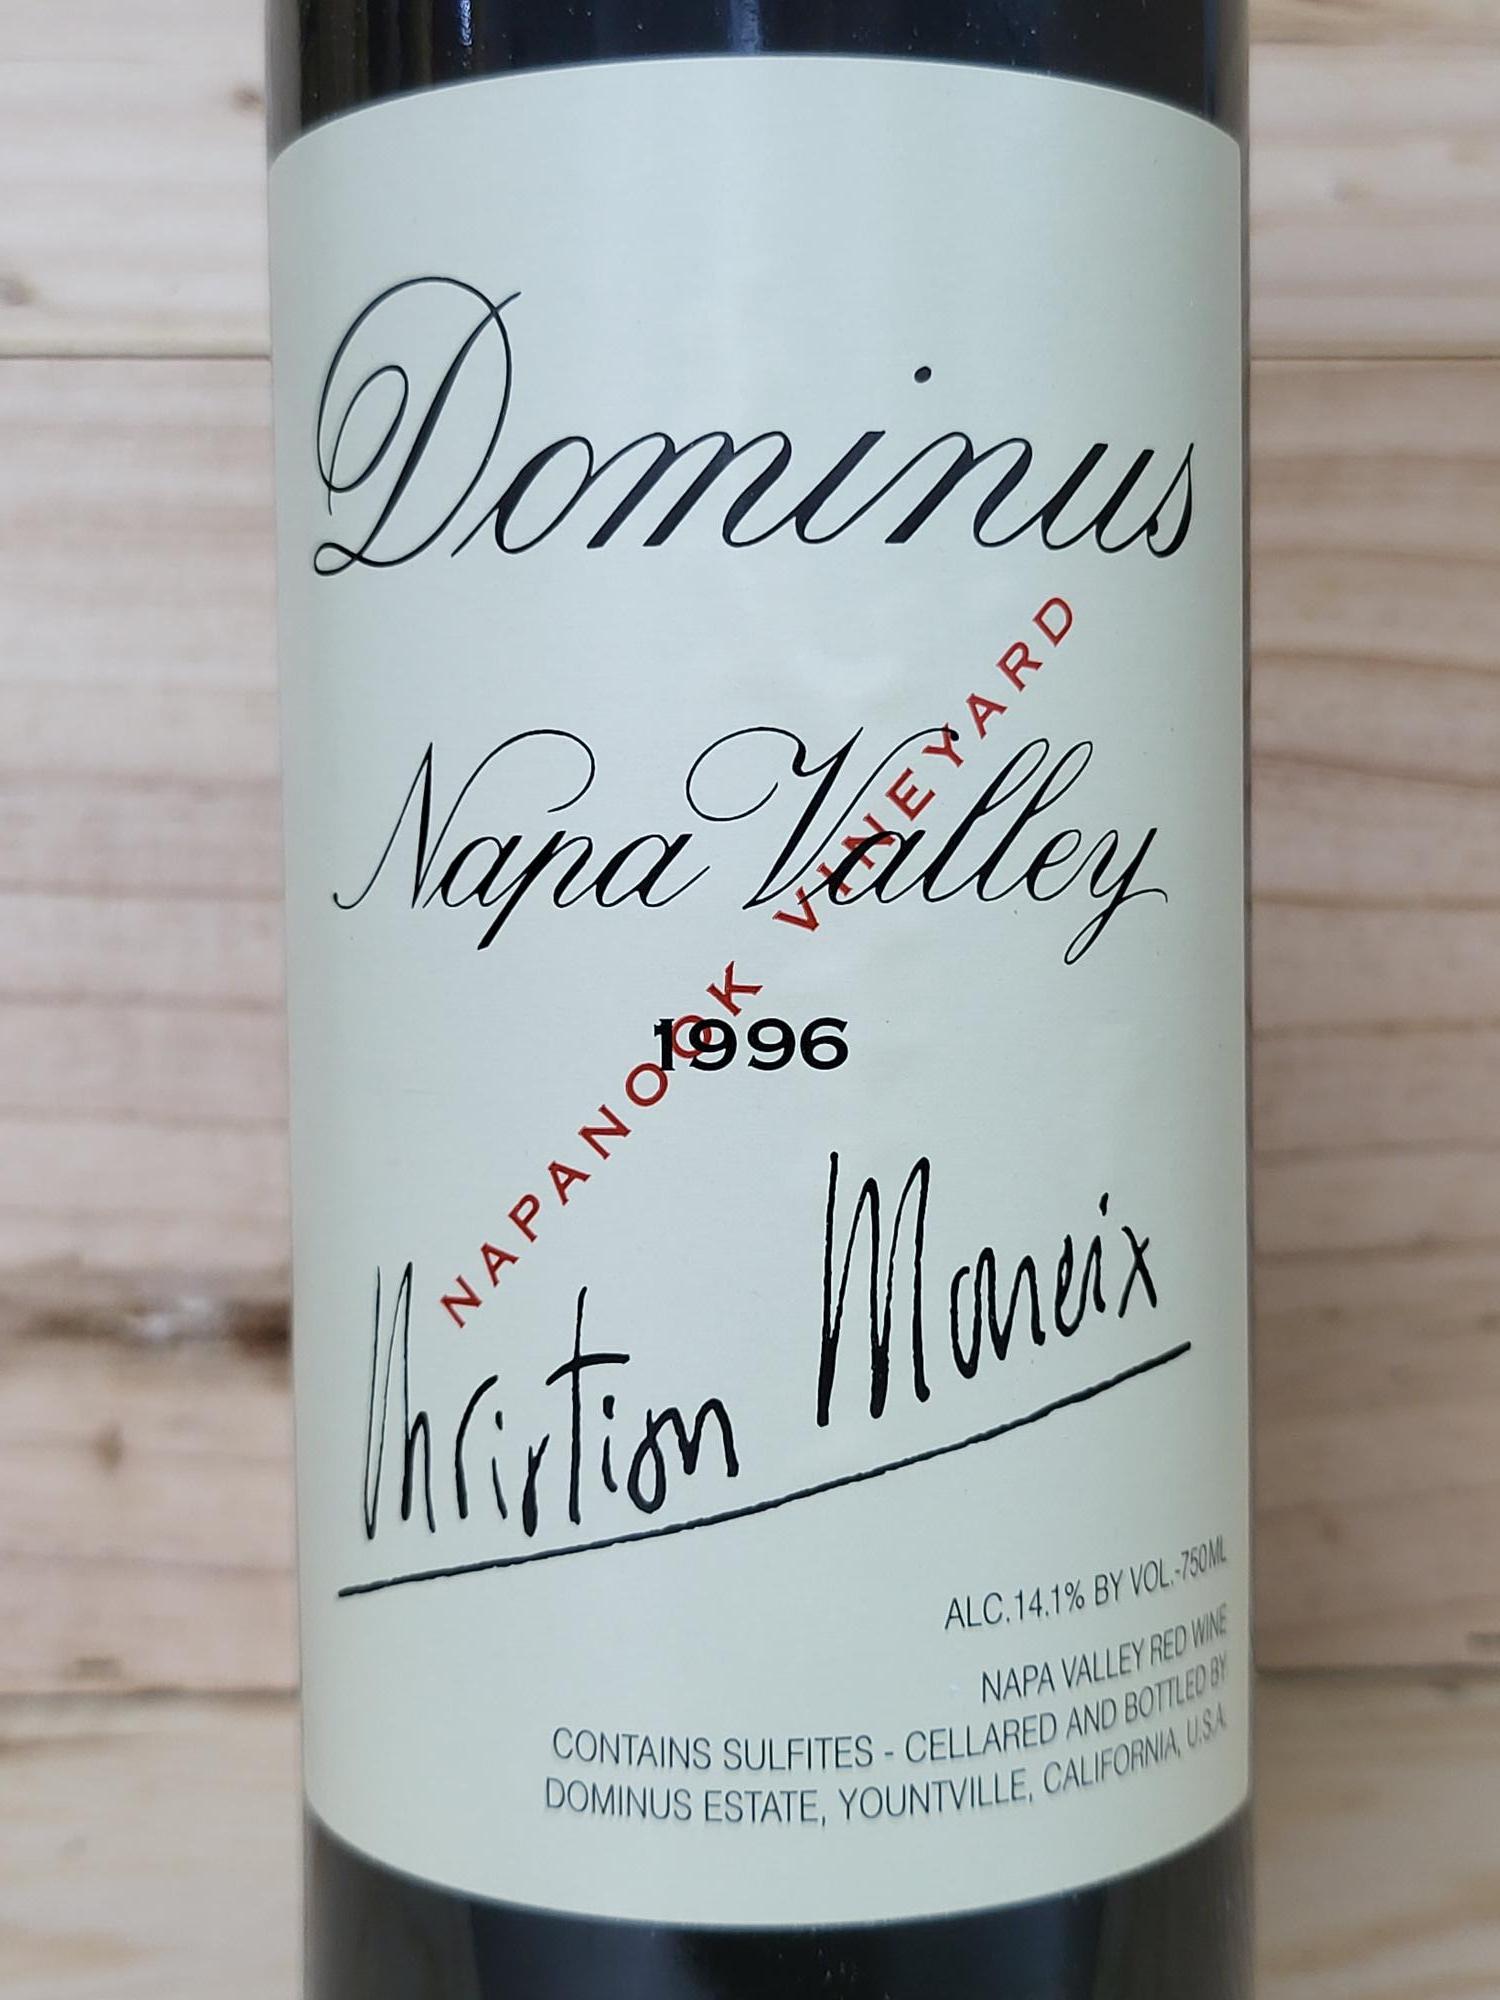 Dominus
NAPANOOK VINEYARD
Napa Valley
1996
Christian Moueix
ALC.14.1% BY VOL.-750ML
NAPA VALLEY RED WINE
CONTAINS SULFITES - CELLARED AND BOTTLED BY
DOMINUS ESTATE, YOUNTVILLE, CALIFORNIA, U.S.A.